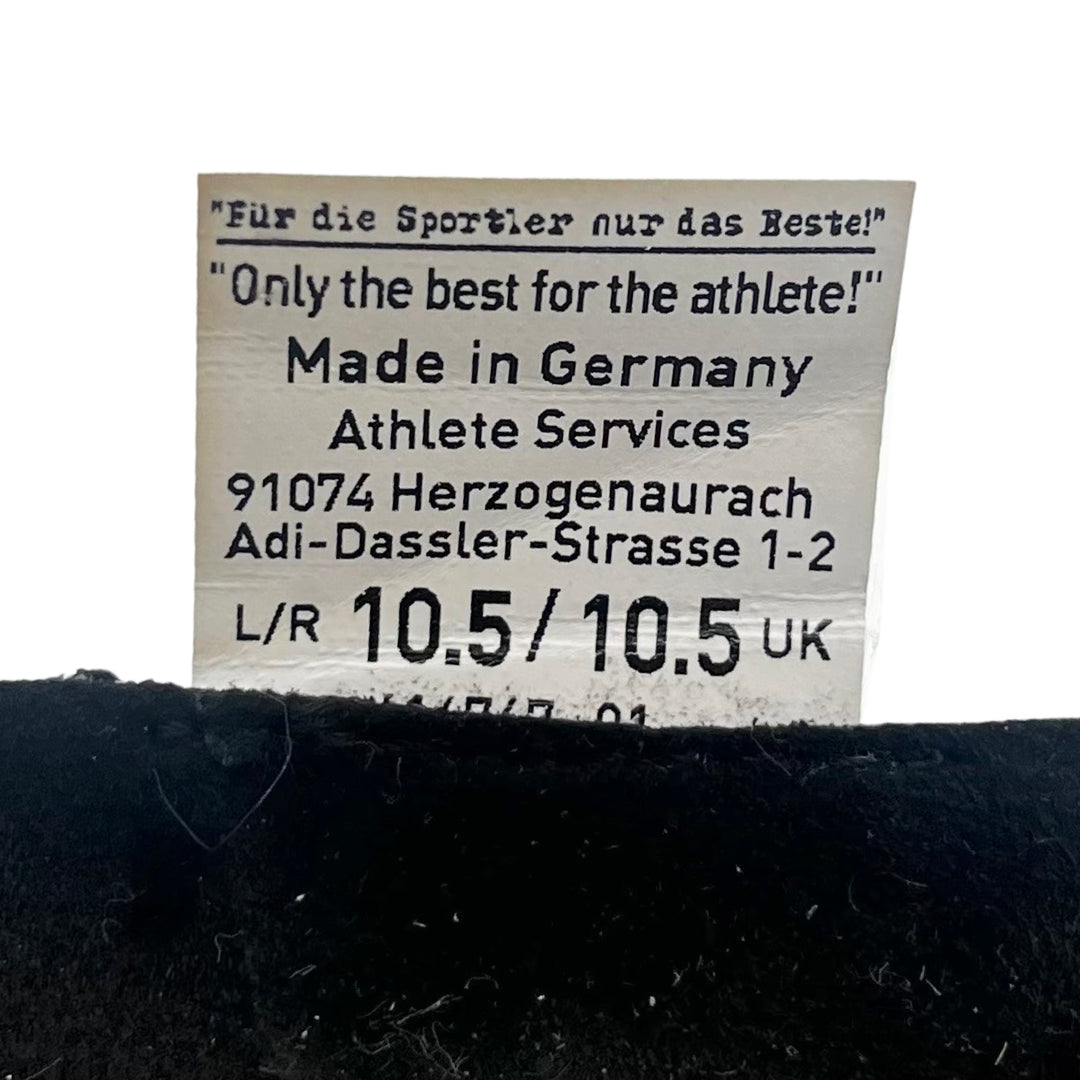 "Für die Sportler nur das Beste!"
"Only the best for the athlete!"
Made in Germany
Athlete Services
91074 Herzogenaurach
Adi-Dassler-Strasse 1-2
L/R 10.5/ 10.5 UK